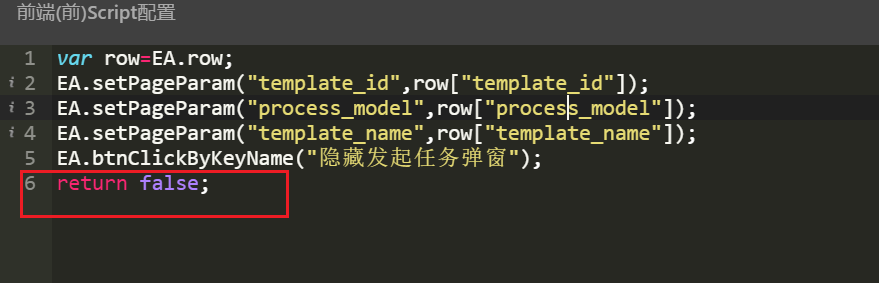 前端(前)Script配置
1 var row=EA.row;
2 EA.setPageParam("template_id",row["template_id"]);
3 EA.setPageParam("process_model",row["process_model"]);
4 EA.setPageParam("template_name",row["template_name"]);
5 EA.btnClickByKeyName("隐藏发起任务弹窗");
6 return false;